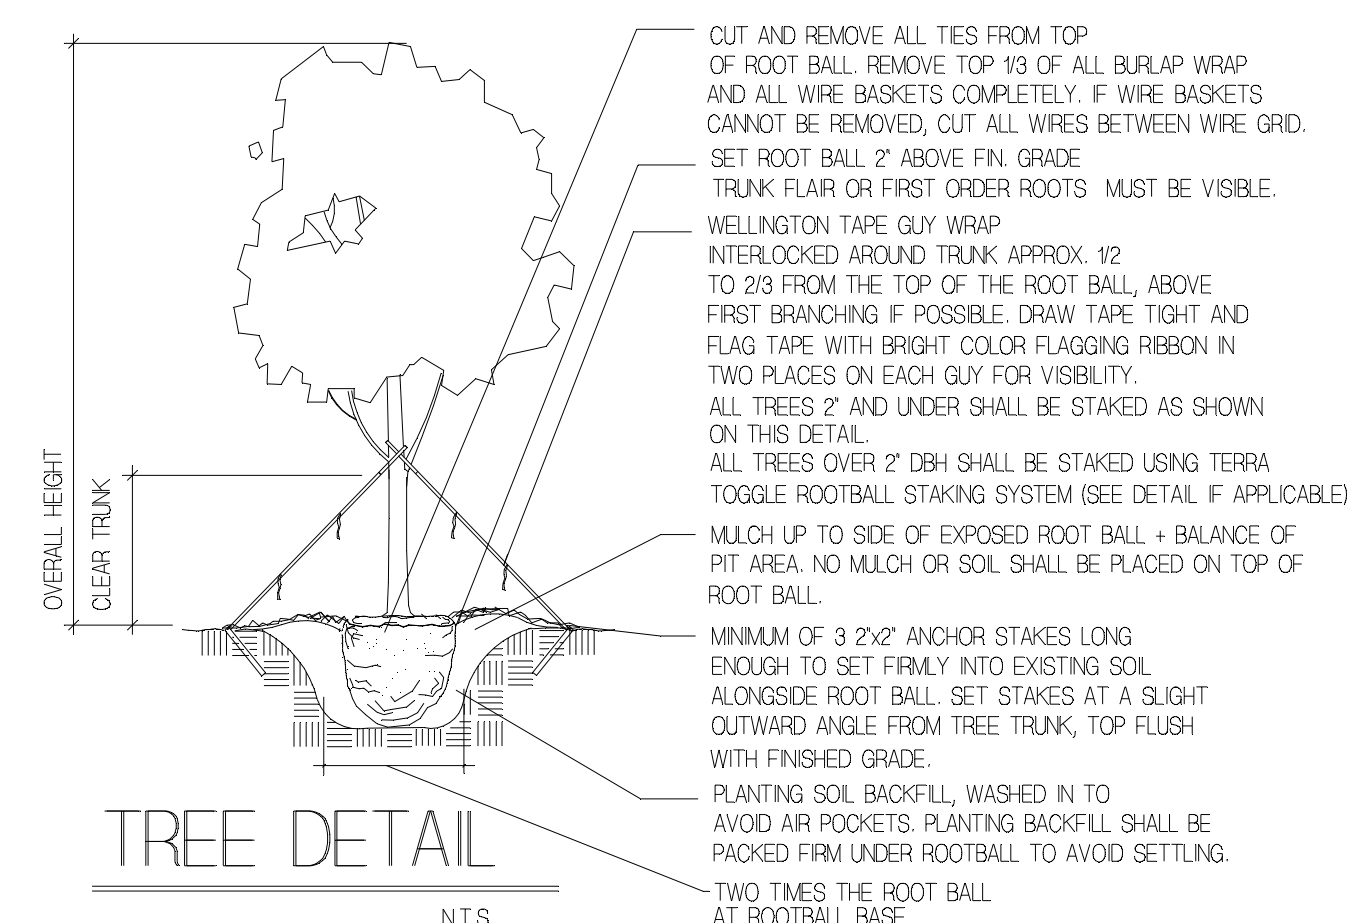 CUT AND REMOVE ALL TIES FROM TOP
OF ROOT BALL. REMOVE TOP 1/3 OF ALL BURLAP WRAP
AND ALL WIRE BASKETS COMPLETELY. IF WIRE BASKETS
CANNOT BE REMOVED, CUT ALL WIRES BETWEEN WIRE GRID.
SET ROOT BALL 2" ABOVE FIN. GRADE
TRUNK FLAIR OR FIRST ORDER ROOTS MUST BE VISIBLE.
WELLINGTON TAPE GUY WRAP
INTERLOCKED AROUND TRUNK APPROX. 1/2
TO 2/3 FROM THE TOP OF THE ROOT BALL, ABOVE
FIRST BRANCHING IF POSSIBLE. DRAW TAPE TIGHT AND
FLAG TAPE WITH BRIGHT COLOR FLAGGING RIBBON IN
TWO PLACES ON EACH GUY FOR VISIBILITY.
ALL TREES 2" AND UNDER SHALL BE STAKED AS SHOWN
ON THIS DETAIL.
ALL TREES OVER 2" DBH SHALL BE STAKED USING TERRA
TOGGLE ROOTBALL STAKING SYSTEM (SEE DETAIL IF APPLICABLE)
MULCH UP TO SIDE OF EXPOSED ROOT BALL + BALANCE OF
PIT AREA. NO MULCH OR SOIL SHALL BE PLACED ON TOP OF
ROOT BALL.
MINIMUM OF 3 2"x2" ANCHOR STAKES LONG
ENOUGH TO SET FIRMLY INTO EXISTING SOIL
ALONGSIDE ROOT BALL. SET STAKES AT A SLIGHT
OUTWARD ANGLE FROM TREE TRUNK, TOP FLUSH
WITH FINISHED GRADE.
PLANTING SOIL BACKFILL, WASHED IN TO
AVOID AIR POCKETS. PLANTING BACKFILL SHALL BE
PACKED FIRM UNDER ROOTBALL TO AVOID SETTLING.
TWO TIMES THE ROOT BALL
AT ROOTBALL BASE
OVERALL HEIGHT
CLEAR TRUNK
TREE DETAIL
N.T.S.